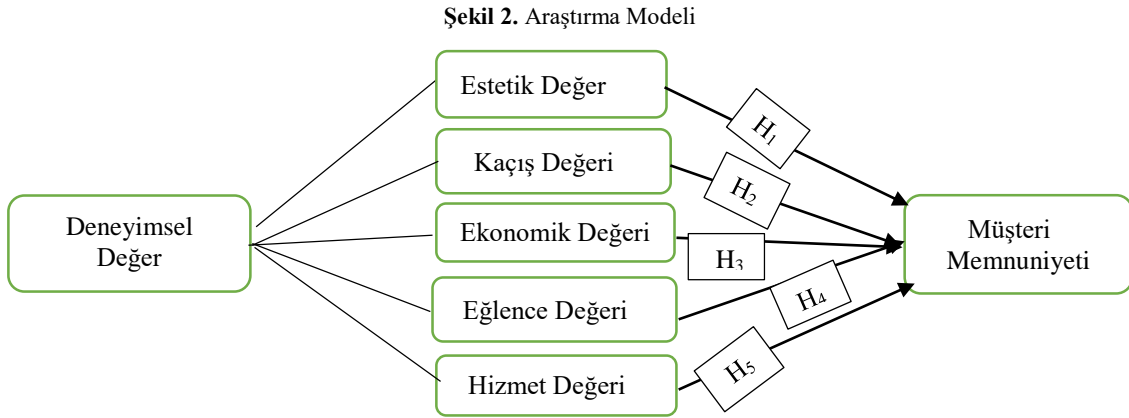 Şekil 2. Araştırma Modeli
Estetik Değer
Kaçış Değeri
Ekonomik Değeri
Eğlence Değeri
Hizmet Değeri
Deneyimsel
Değer
H₁
H₂
H₃
H₄
H₅
Müşteri
Memnuniyeti